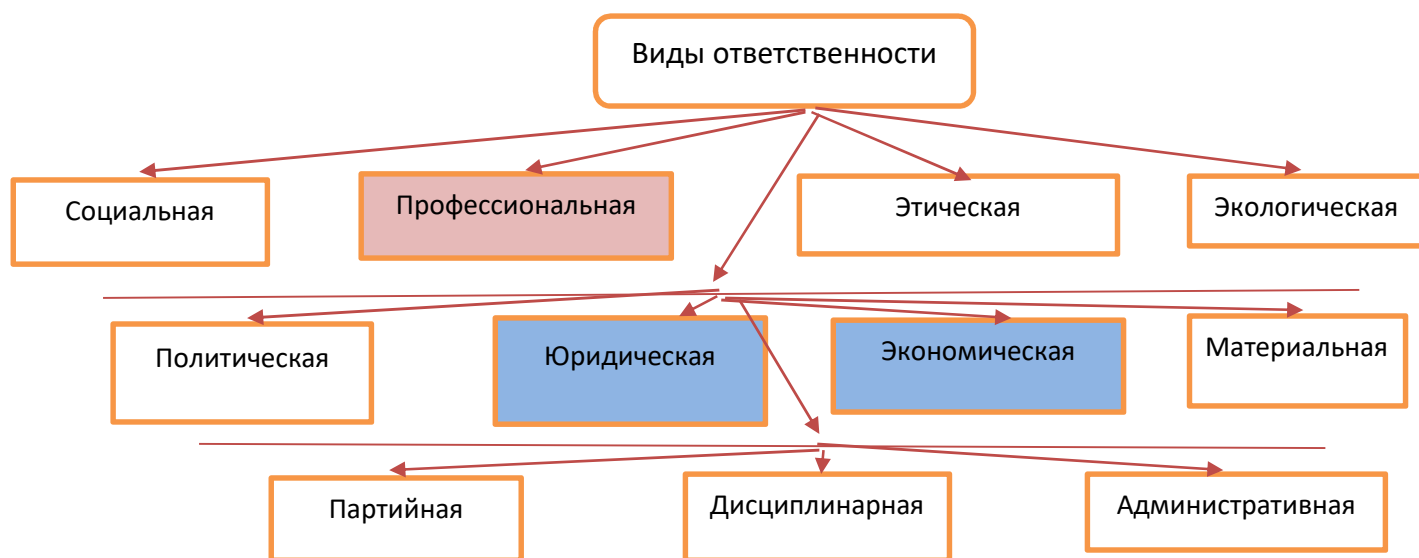 Виды ответственности
Социальная
Профессиональная
Этическая
Экологическая
Политическая
Юридическая
Экономическая
Материальная
Партийная
Дисциплинарная
Административная